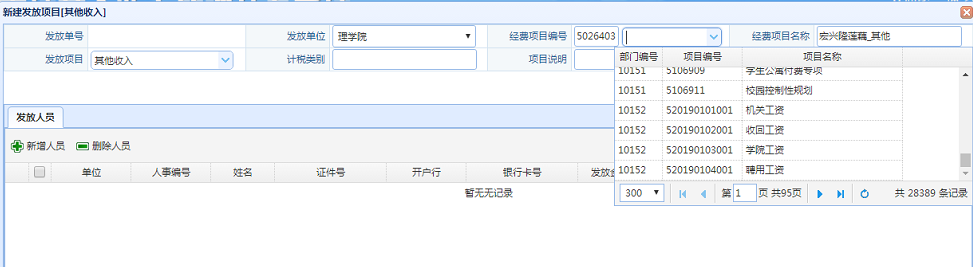 新建发放项目[其他收入]
发放单号 发放单位 理学院 经费项目编号 5026403 经费项目名称 宏兴隆莲藕_其他
发放项目 其他收入 计税类别 项目说明
部门编号 项目编号 项目名称
10151 5106909 学生公寓付费专项
10151 5106911 校园控制性规划
10152 520190101001 机关工资
10152 520190102001 收回工资
10152 520190103001 学院工资
10152 520190104001 聘用工资
300 第 1 页 共95页 共 28389 条记录
发放人员
新增人员 删除人员
单位 人事编号 姓名 证件号 开户行 银行卡号 发放金
暂无无记录